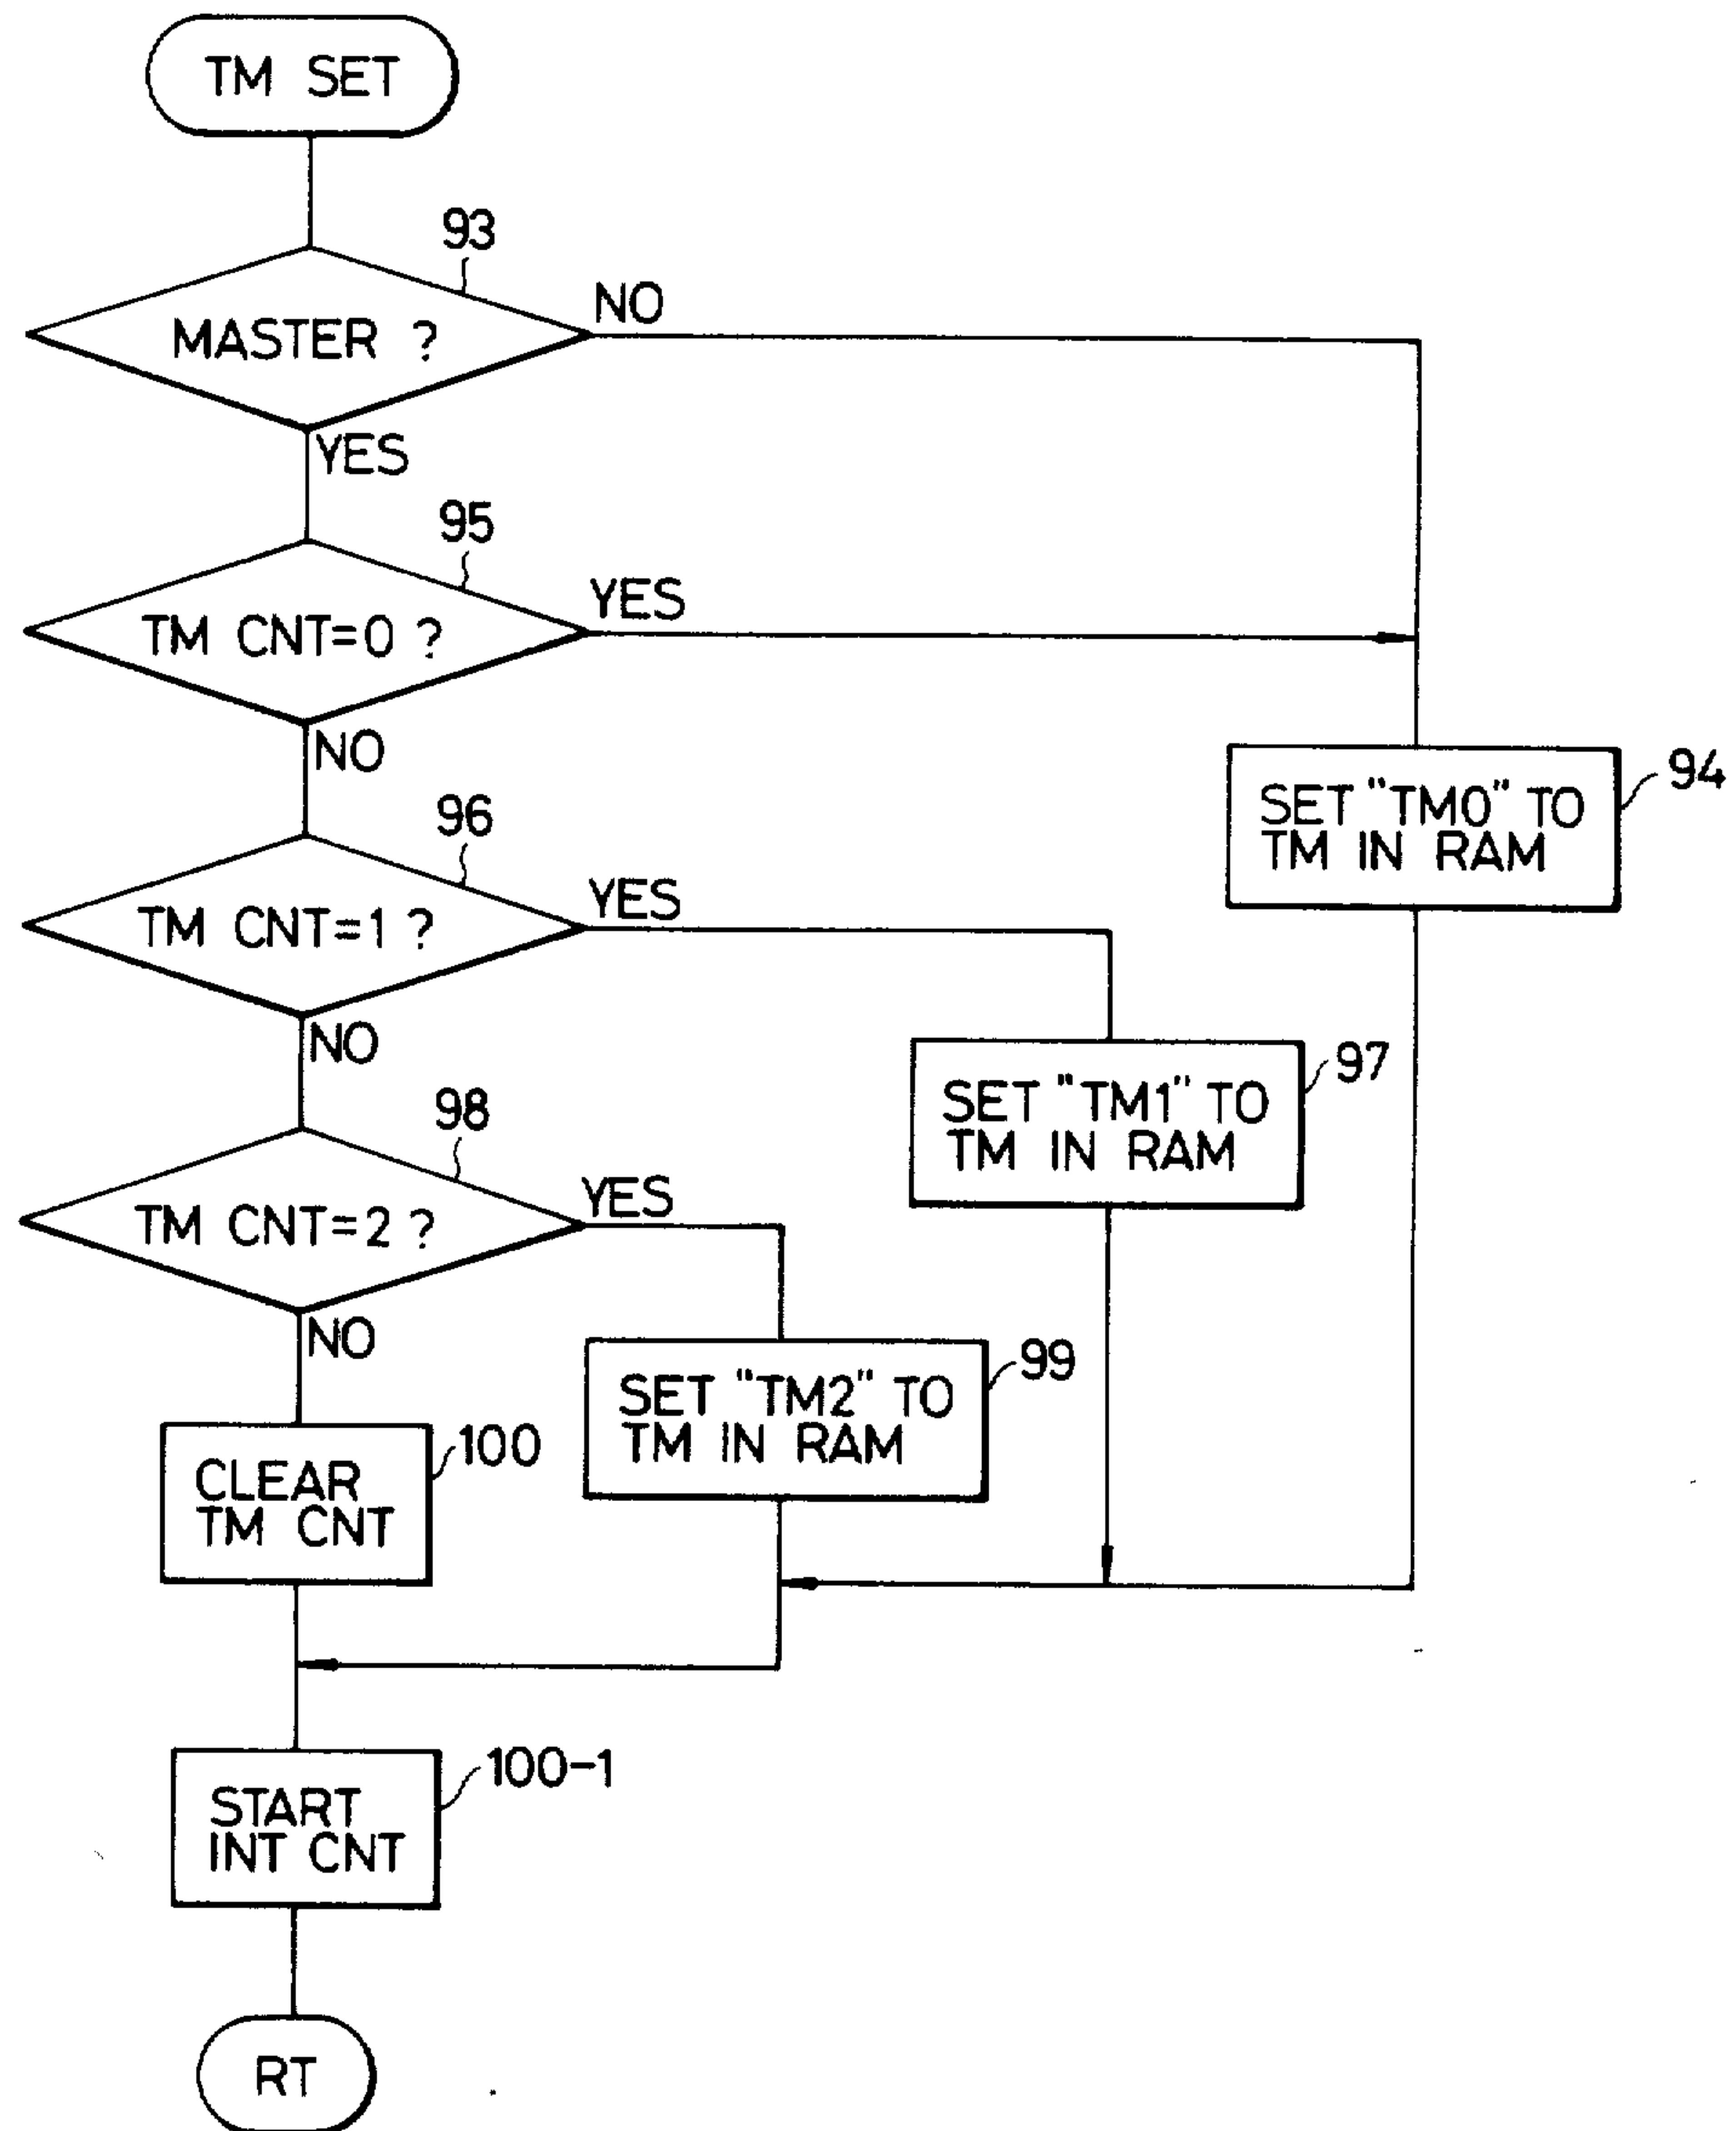 TM SET
93
MASTER ?
NO
YES
95
TM CNT=0 ?
YES
NO
94
SET "TM0" TO
TM IN RAM
96
TM CNT=1 ?
YES
NO
97
SET "TM1" TO
TM IN RAM
98
TM CNT=2 ?
YES
NO
99
SET "TM2" TO
TM IN RAM
100
CLEAR
TM CNT
100-1
START
INT CNT
RT